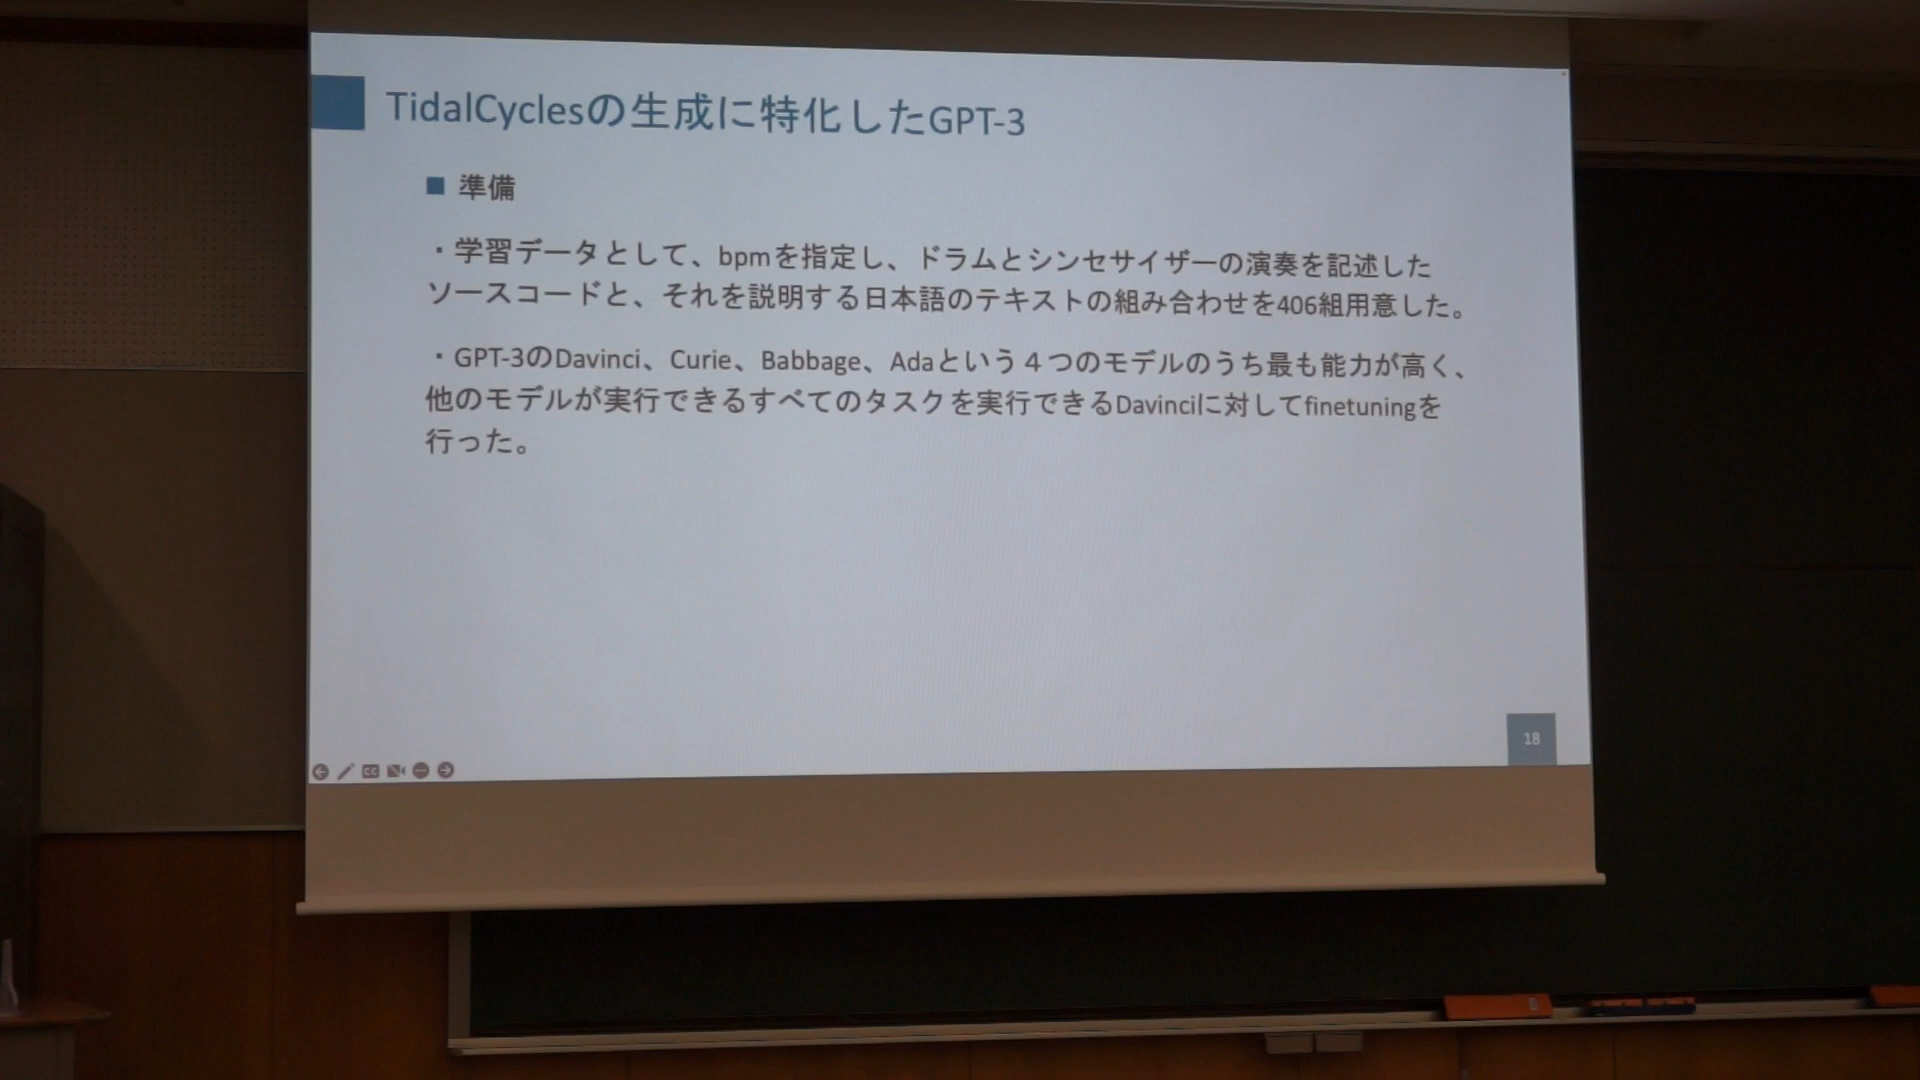 TidalCyclesの生成に特化したGPT-3
■ 準備
・学習データとして、bpmを指定し、ドラムとシンセサイザーの演奏を記述した
ソースコードと、それを説明する日本語のテキストの組み合わせを406組用意した。
・GPT-3のDavinci、Curie、Babbage、Adaという４つのモデルのうち最も能力が高く、
他のモデルが実行できるすべてのタスクを実行できるDavinciに対してfinetuningを
行った。
18